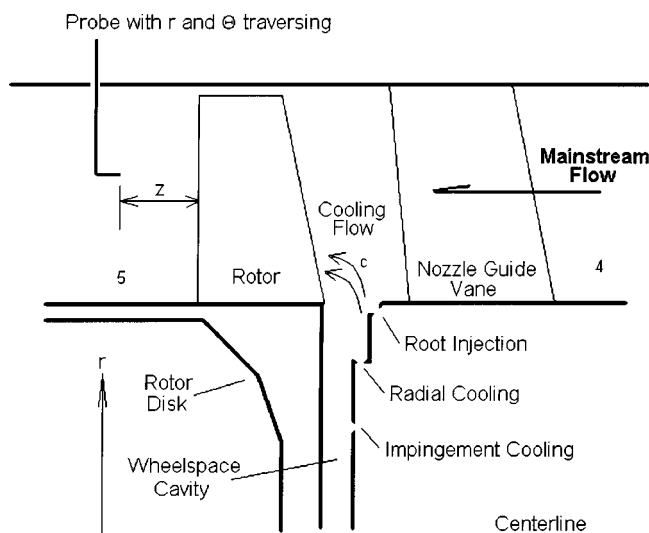 Probe with r and Θ traversing
Mainstream
Flow
z
Cooling
Flow
c
5
Rotor
Nozzle Guide
Vane
4
Root Injection
r
Rotor
Disk
Radial Cooling
Impingement Cooling
Wheelspace
Cavity
Centerline